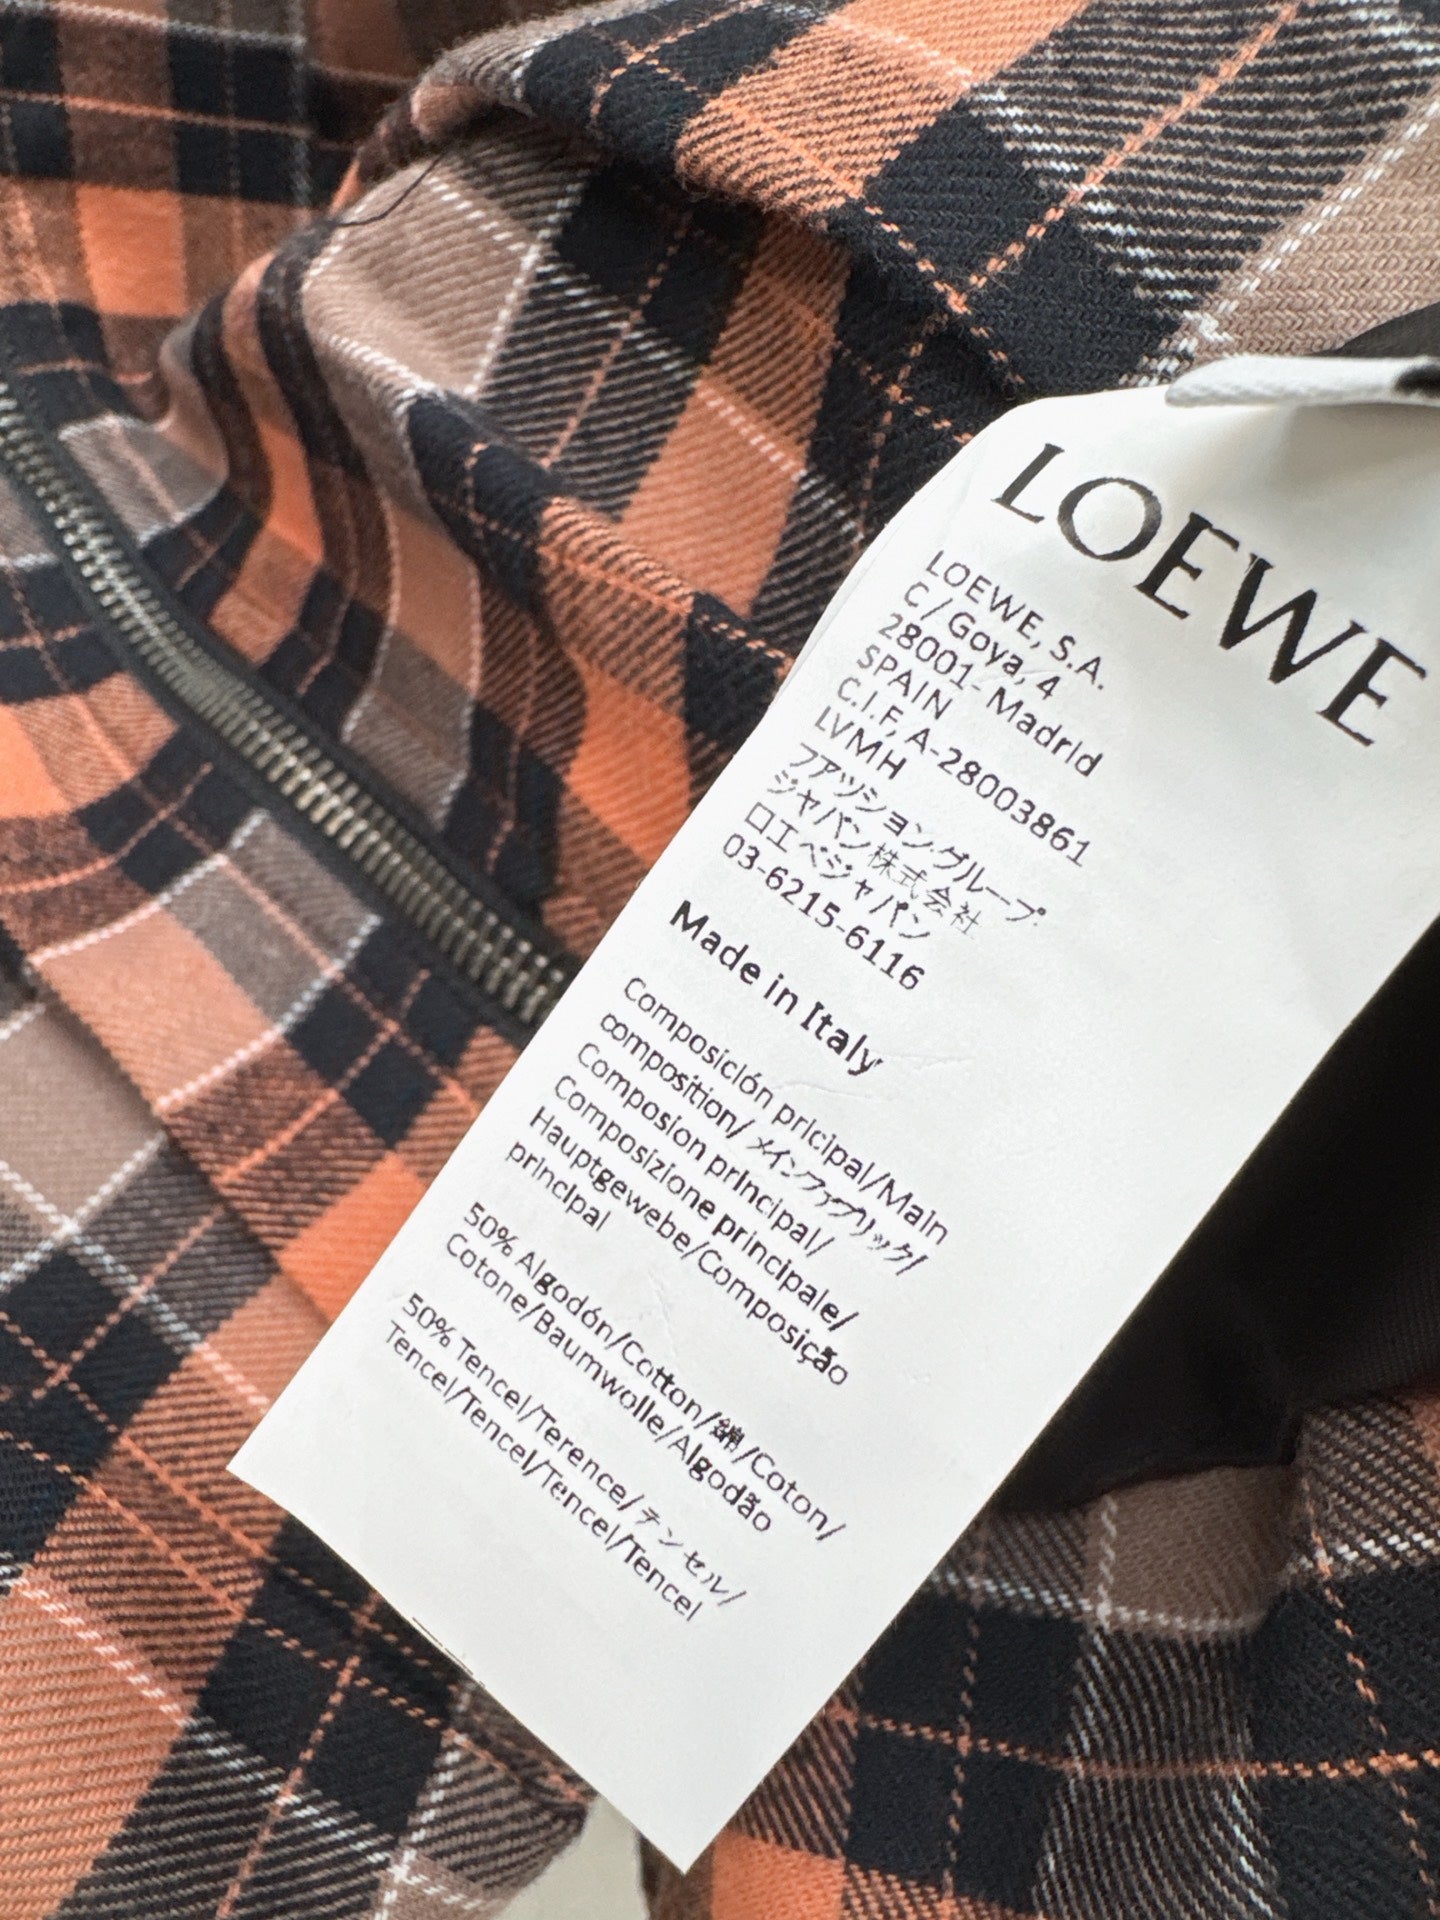 LOEWE
LOEWE, S.A.
C/ Goya, 4
28001- Madrid
SPAIN
C.I.F, A-28003861
LVMH
ファッション.グループ
ジャパン株式会社
ロエベジャパン
03-6215-6116
Made in Italy
Composición pricipal/Main
composition/メインファブリック/
Composion principal/
Composizione principale/
Hauptgewebe/Composição
principal
50% Algodón/Cotton/綿/Coton/
Cotone/Baumwolle/Algodão
50% Tencel/Terence/テンセル/
Tencel/Tencel/Tencel/Tencel